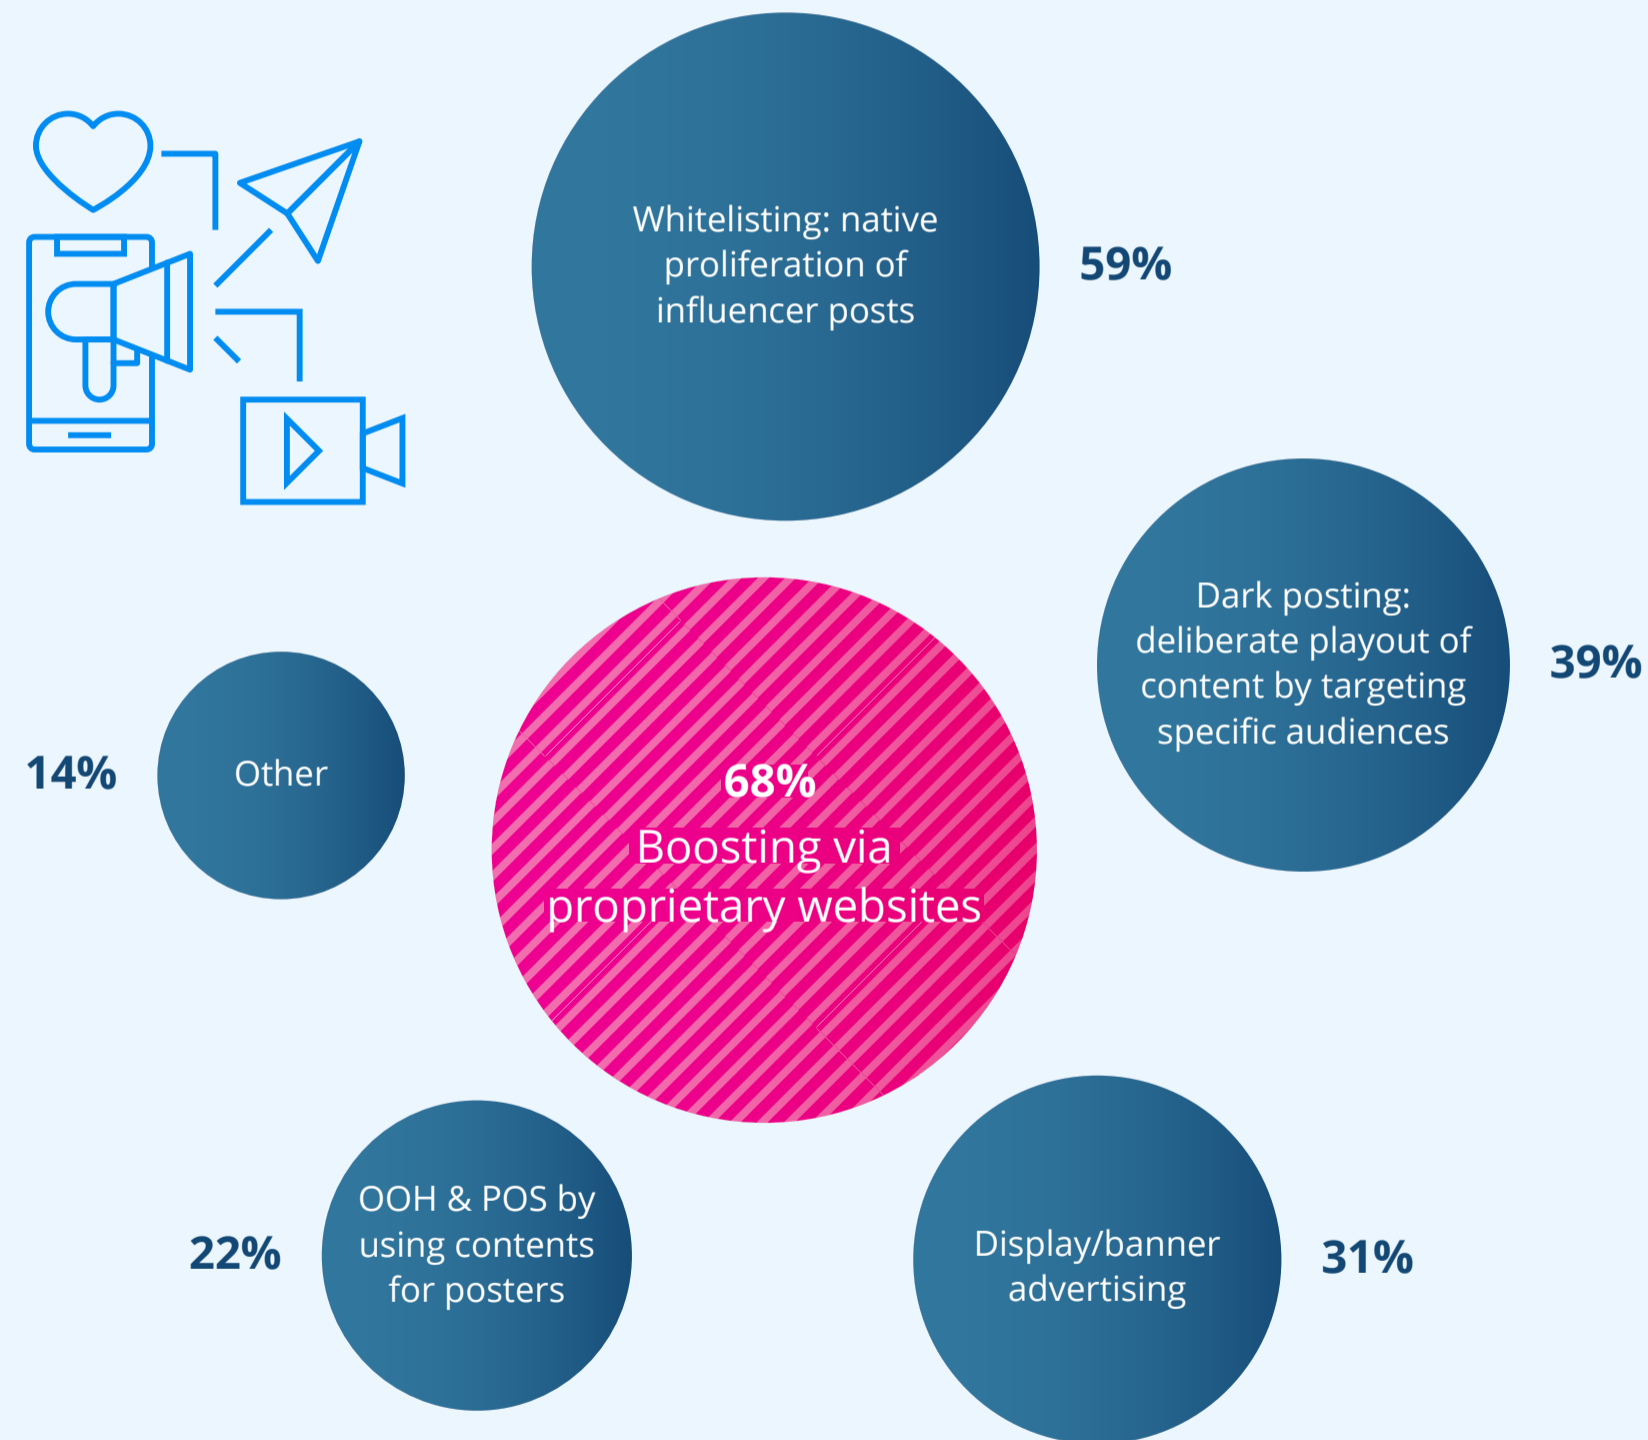 Whitelisting: native
proliferation of
influencer posts
59%
Dark posting:
deliberate playout of
content by targeting
specific audiences
39%
14%
Other
68%
Boosting via
proprietary websites
22%
OOH & POS by
using contents
for posters
Display/banner
advertising
31%